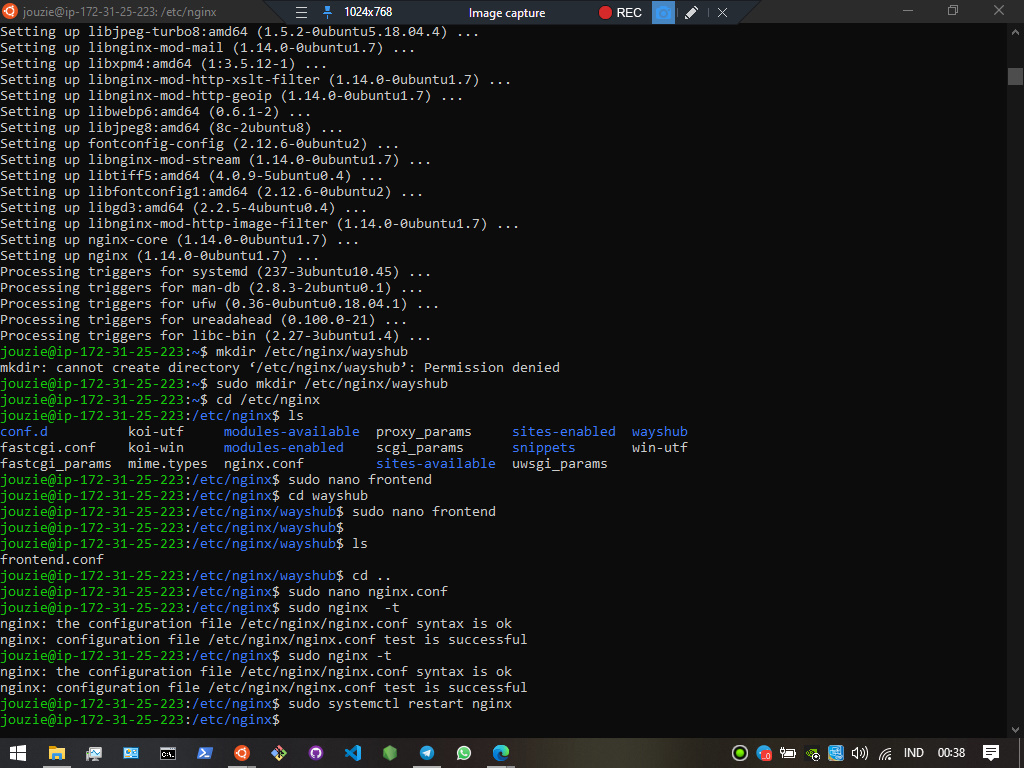 jouzie@ip-172-31-25-223: /etc/nginx
1024x768
Image capture
REC
Setting up libjpeg-turbo8:amd64 (1.5.2-0ubuntu5.18.04.4) ...
Setting up libnginx-mod-mail (1.14.0-0ubuntu1.7) ...
Setting up libxpm4:amd64 (1:3.5.12-1) ...
Setting up libnginx-mod-http-xslt-filter (1.14.0-0ubuntu1.7) ...
Setting up libnginx-mod-http-geoip (1.14.0-0ubuntu1.7) ...
Setting up libwebp6:amd64 (0.6.1-2) ...
Setting up libjpeg8:amd64 (8c-2ubuntu8) ...
Setting up fontconfig-config (2.12.6-0ubuntu2) ...
Setting up libnginx-mod-stream (1.14.0-0ubuntu1.7) ...
Setting up libtiff5:amd64 (4.0.9-5ubuntu0.4) ...
Setting up libfontconfig1:amd64 (2.12.6-0ubuntu2) ...
Setting up libgd3:amd64 (2.2.5-4ubuntu0.4) ...
Setting up libnginx-mod-http-image-filter (1.14.0-0ubuntu1.7) ...
Setting up nginx-core (1.14.0-0ubuntu1.7) ...
Setting up nginx (1.14.0-0ubuntu1.7) ...
Processing triggers for systemd (237-3ubuntu10.45) ...
Processing triggers for man-db (2.8.3-2ubuntu0.1) ...
Processing triggers for ufw (0.36-0ubuntu0.18.04.1) ...
Processing triggers for ureadahead (0.100.0-21) ...
Processing triggers for libc-bin (2.27-3ubuntu1.4) ...
jouzie@ip-172-31-25-223:~$ mkdir /etc/nginx/wayshub
mkdir: cannot create directory ‘/etc/nginx/wayshub’: Permission denied
jouzie@ip-172-31-25-223:~$ sudo mkdir /etc/nginx/wayshub
jouzie@ip-172-31-25-223:~$ cd /etc/nginx
jouzie@ip-172-31-25-223:/etc/nginx$ ls
conf.d koi-utf modules-available proxy_params sites-enabled wayshub
fastcgi.conf koi-win modules-enabled scgi_params snippets win-utf
fastcgi_params mime.types nginx.conf sites-available uwsgi_params
jouzie@ip-172-31-25-223:/etc/nginx$ sudo nano frontend
jouzie@ip-172-31-25-223:/etc/nginx$ cd wayshub
jouzie@ip-172-31-25-223:/etc/nginx/wayshub$ sudo nano frontend
jouzie@ip-172-31-25-223:/etc/nginx/wayshub$
jouzie@ip-172-31-25-223:/etc/nginx/wayshub$ ls
frontend.conf
jouzie@ip-172-31-25-223:/etc/nginx/wayshub$ cd ..
jouzie@ip-172-31-25-223:/etc/nginx$ sudo nano nginx.conf
jouzie@ip-172-31-25-223:/etc/nginx$ sudo nginx  -t
nginx: the configuration file /etc/nginx/nginx.conf syntax is ok
nginx: configuration file /etc/nginx/nginx.conf test is successful
jouzie@ip-172-31-25-223:/etc/nginx$ sudo nginx -t
nginx: the configuration file /etc/nginx/nginx.conf syntax is ok
nginx: configuration file /etc/nginx/nginx.conf test is successful
jouzie@ip-172-31-25-223:/etc/nginx$ sudo systemctl restart nginx
jouzie@ip-172-31-25-223:/etc/nginx$
IND
00:38